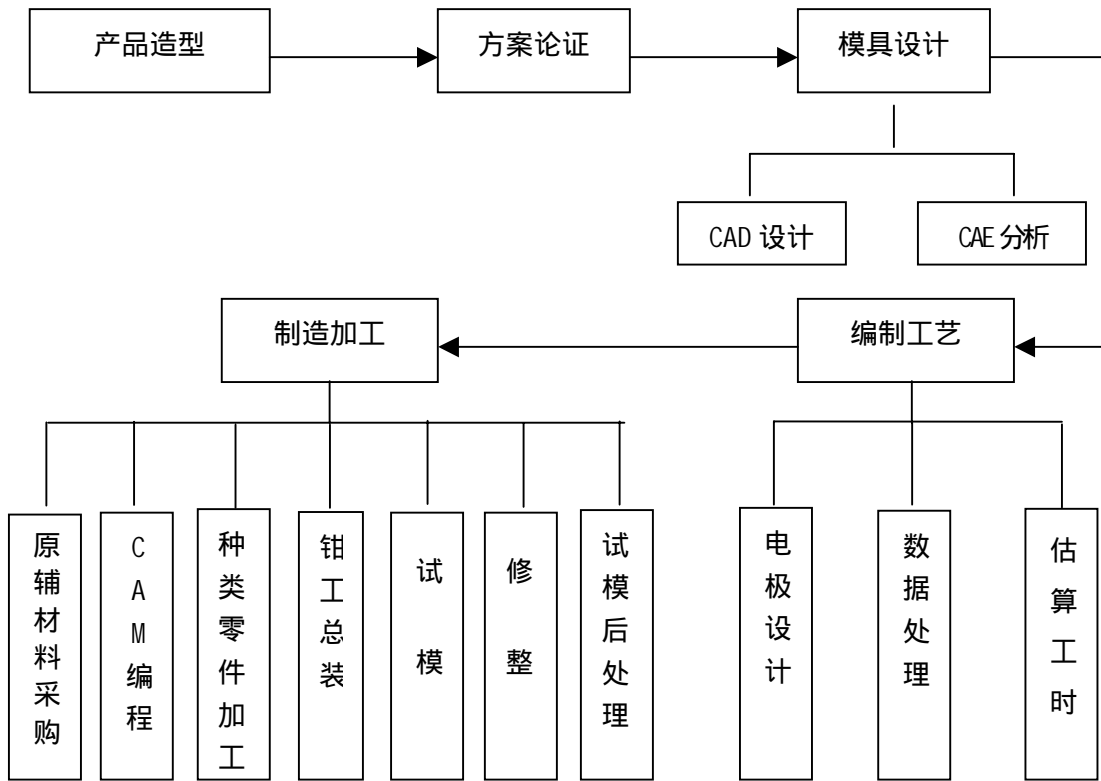 产品造型
方案论证
模具设计
CAD 设计
CAE 分析
制造加工
编制工艺
原辅材料采购
CAM编程
种类零件加工
钳工总装
试模
修整
试模后处理
电极设计
数据处理
估算工时